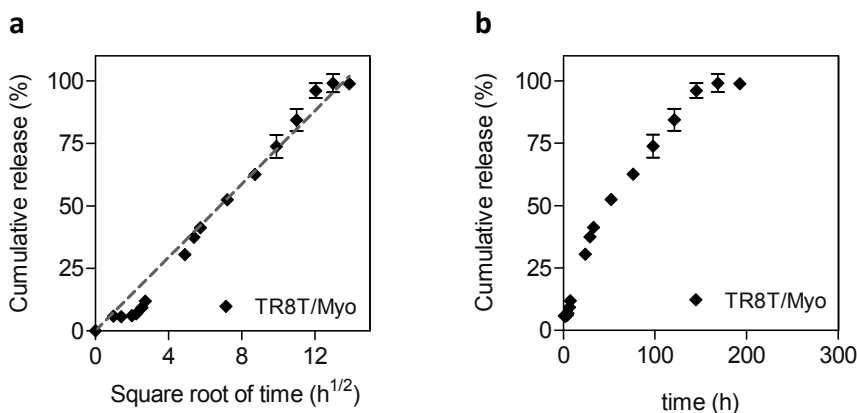 a
Cumulative release (%)
100
75
50
25
0
0 4 8 12
TR8T/Myo
Square root of time (h^1/2)
b
Cumulative release (%)
100
75
50
25
0
0 100 200 300
TR8T/Myo
time (h)